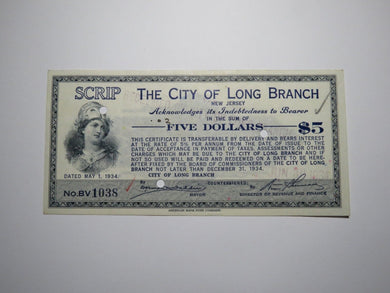 SCRIP
THE CITY OF LONG BRANCH
NEW JERSEY
Acknowledges its Indebtedness to Bearer
IN THE SUM OF
FIVE DOLLARS $5
THIS CERTIFICATE IS TRANSFERABLE BY DELIVERY AND BEARS INTEREST
AT THE RATE OF 5% PER ANNUM FROM THE DATE OF ISSUE TO THE
DATE OF ACCEPTANCE IN PAYMENT OF TAXES, ASSESSMENTS OR OTHER
CHARGES WHICH MAY BE DUE TO THE CITY OF LONG BRANCH AND IF
NOT SO USED WILL BE PAID AND REDEEMED ON A DATE TO BE HERE-
AFTER FIXED BY THE BOARD OF COMMISSIONERS OF THE CITY OF LONG
BRANCH NOT LATER THAN DECEMBER 31, 1934.
DATED MAY 1, 1934.
CITY OF LONG BRANCH
No. BV 1038
BY
COUNTERSIGNED:
MAYOR
DIRECTOR OF REVENUE AND FINANCE
AMERICAN BANK NOTE COMPANY